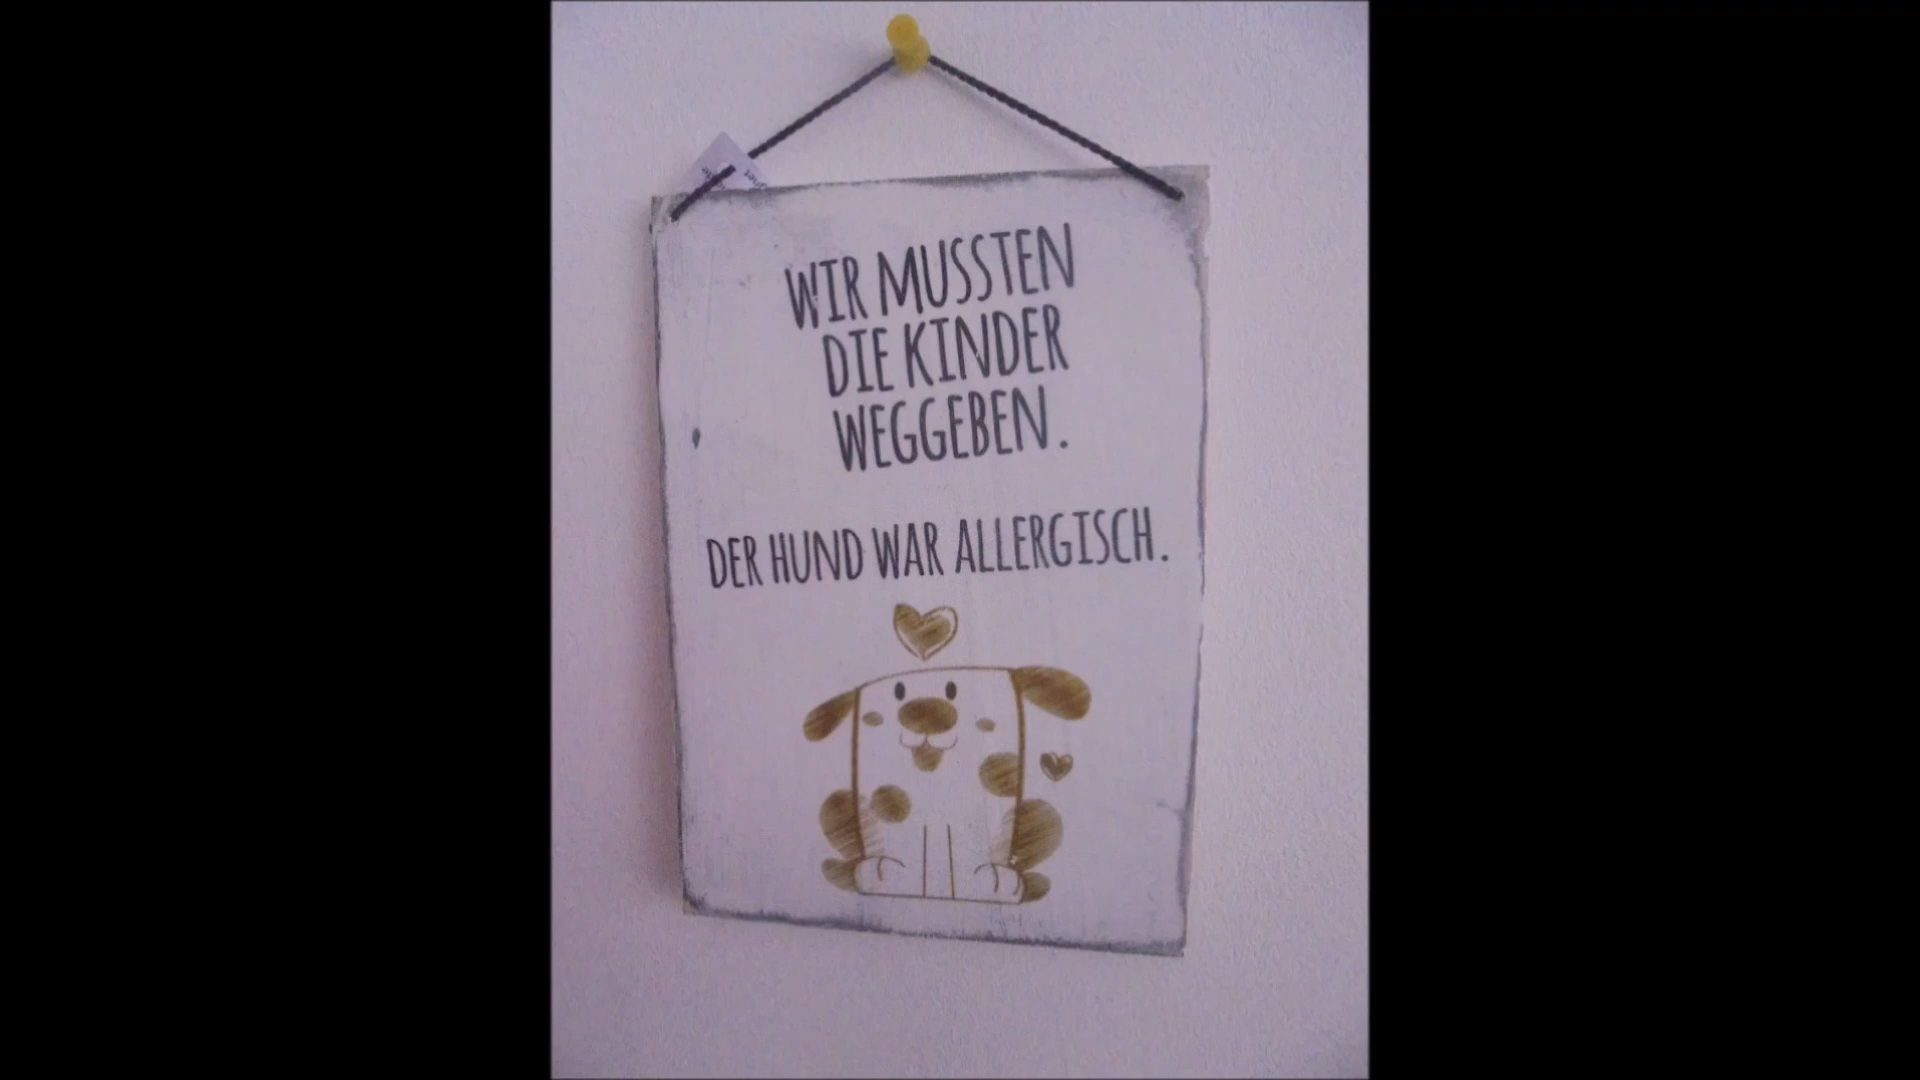 WIR MUSSTEN
DIE KINDER
WEGGEBEN.
DER HUND WAR ALLERGISCH.